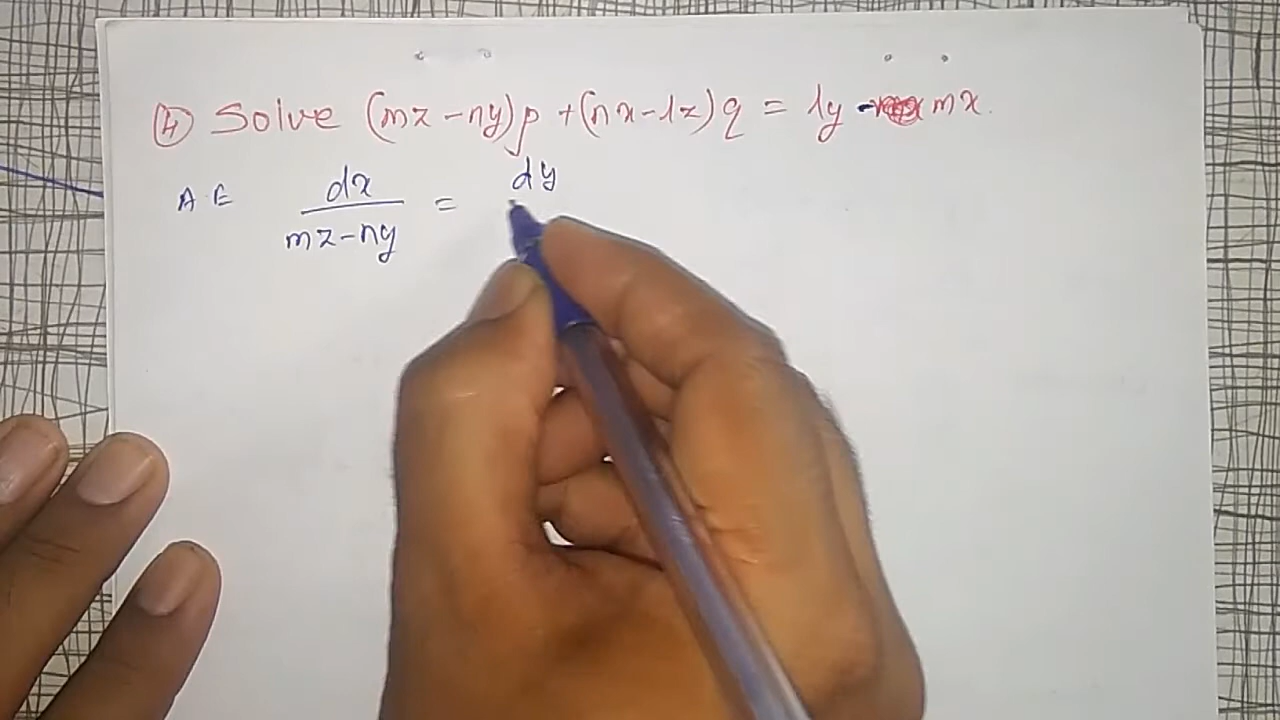 ④ Solve (mz-ny)p+(nx-lz)q = ly - mx.
A.E dx/mz-ny = dy